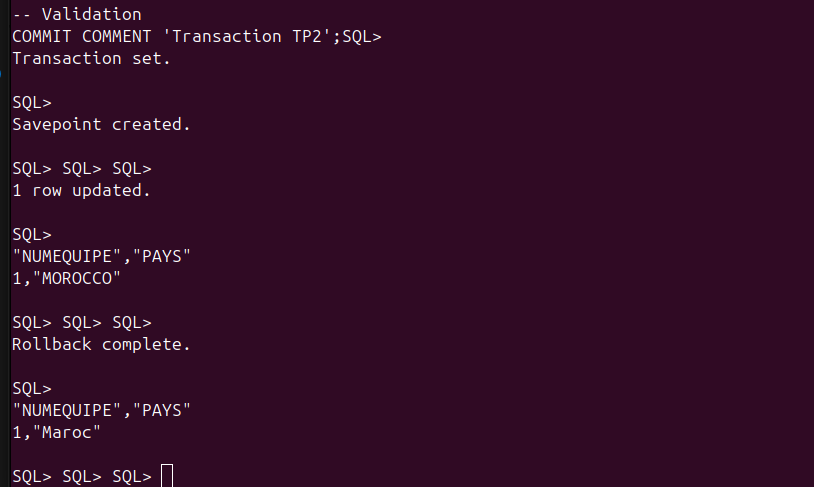 -- Validation
COMMIT COMMENT 'Transaction TP2';SQL>
Transaction set.
SQL>
Savepoint created.
SQL> SQL> SQL>
1 row updated.
SQL>
"NUMEQUIPE","PAYS"
1,"MOROCCO"
SQL> SQL> SQL>
Rollback complete.
SQL>
"NUMEQUIPE","PAYS"
1,"Maroc"
SQL> SQL> SQL>